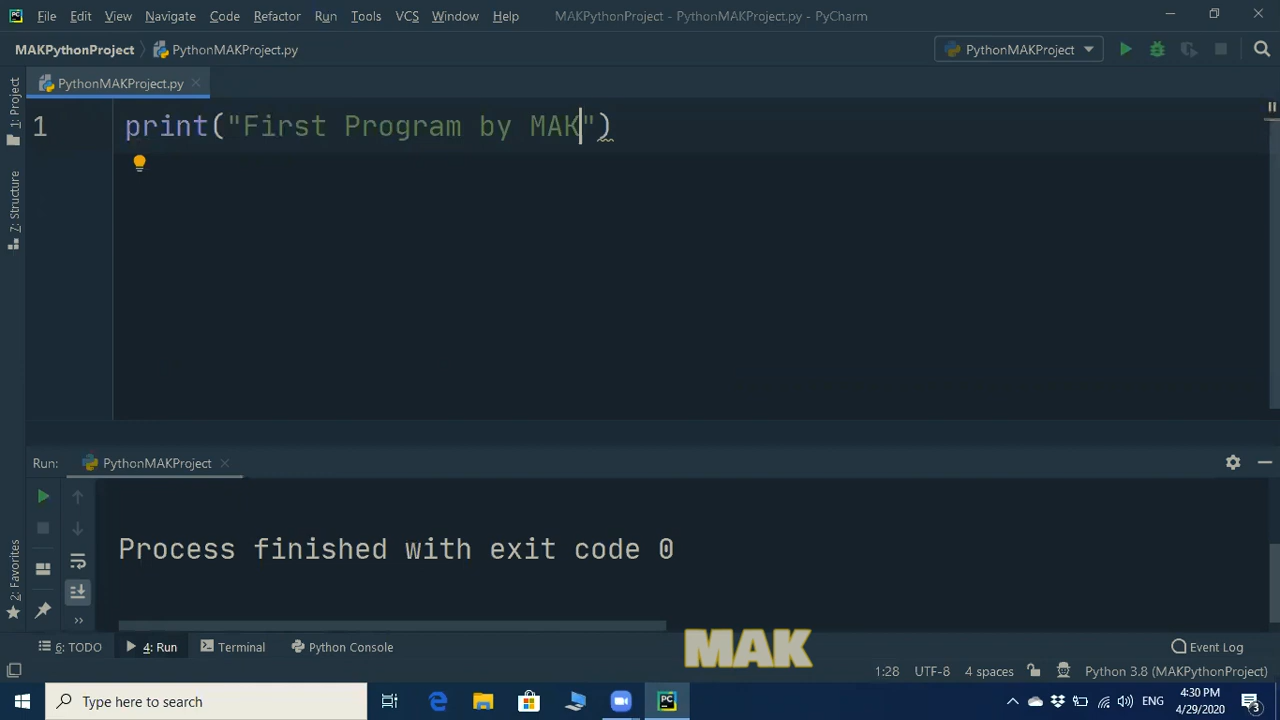 File Edit View Navigate Code Refactor Run Tools VCS Window Help MAKPythonProject - PythonMAKProject.py - PyCharm
MAKPythonProject PythonMAKProject.py PythonMAKProject
PythonMAKProject.py
1: Project
1 print("First Program by MAK")
7: Structure
Run: PythonMAKProject
Process finished with exit code 0
2: Favorites
6: TODO 4: Run Terminal Python Console Event Log
MAK
1:28 UTF-8 4 spaces Python 3.8 (MAKPythonProject)
Type here to search
ENG
4:30 PM
4/29/2020
3